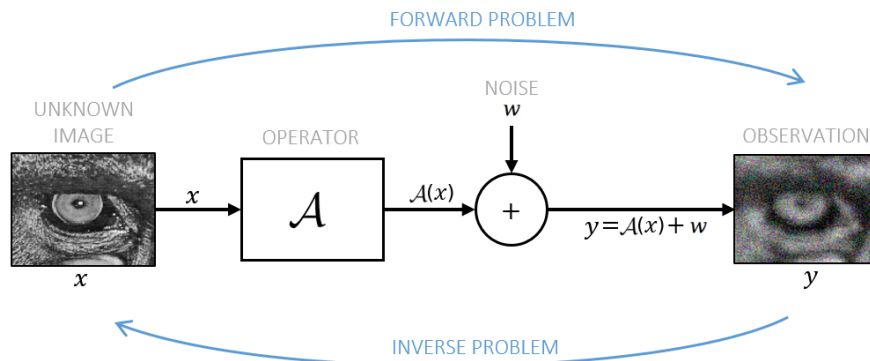 FORWARD PROBLEM
UNKNOWN
IMAGE
OPERATOR
NOISE
w
OBSERVATION
x
𝒜
𝒜(x)
+
y=𝒜(x)+ w
x
y
INVERSE PROBLEM